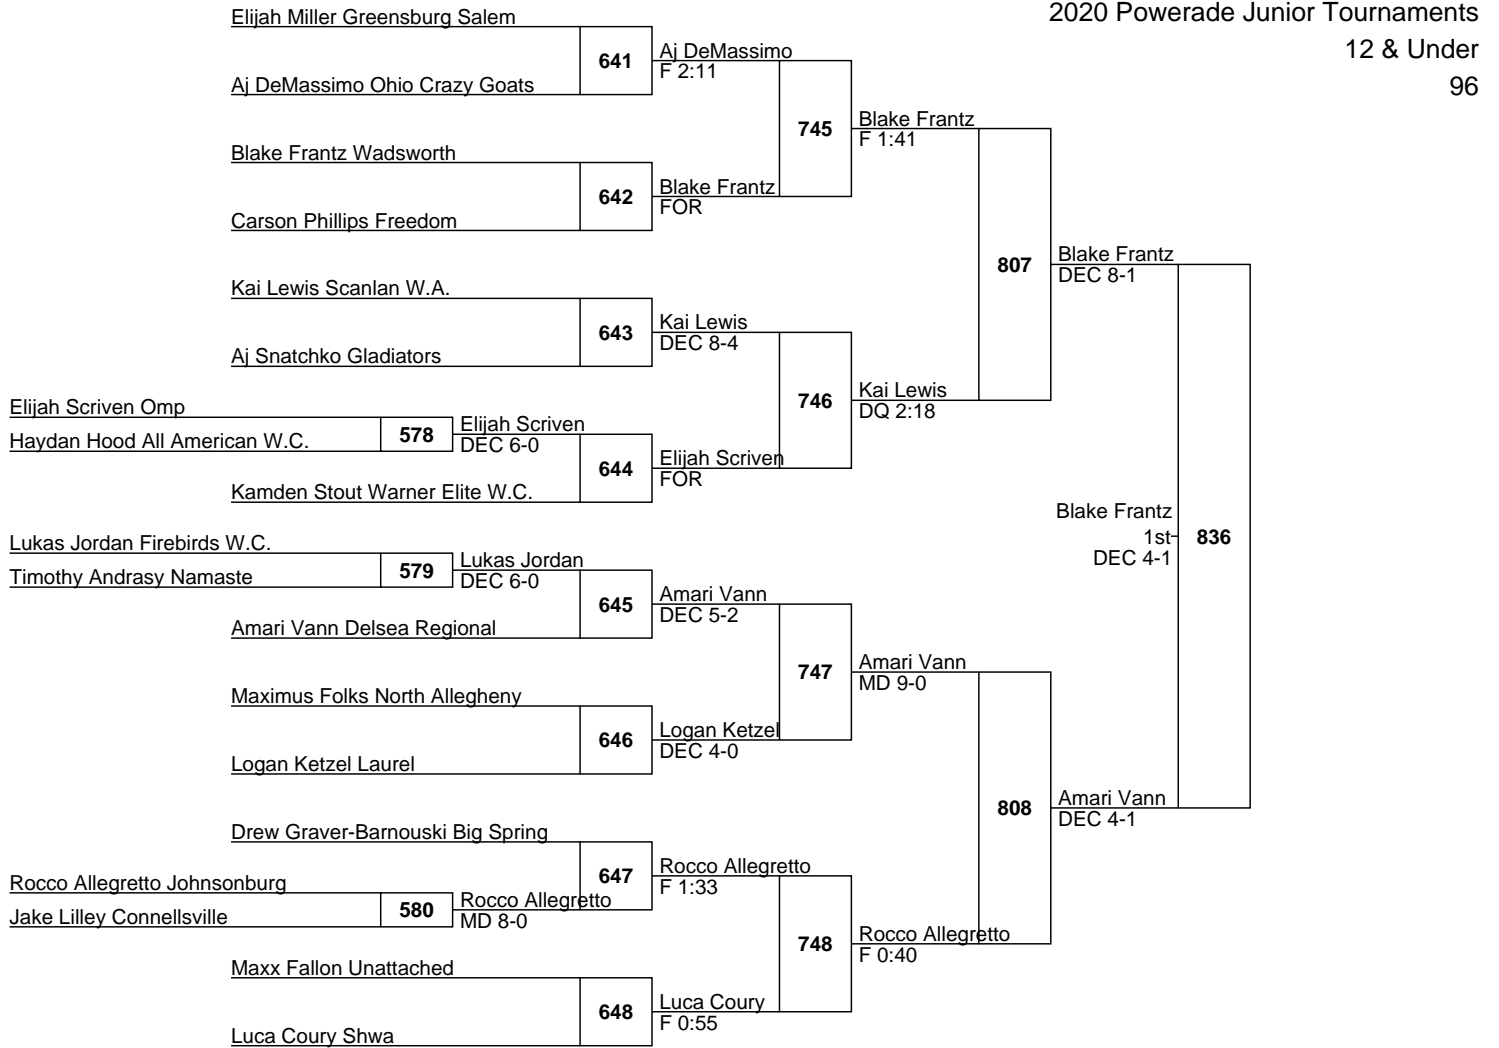 2020 Powerade Junior Tournaments
12 & Under
96
Elijah Miller Greensburg Salem
641
Aj DeMassimo
F 2:11
Aj DeMassimo Ohio Crazy Goats
745
Blake Frantz
F 1:41
Blake Frantz Wadsworth
642
Blake Frantz
FOR
Carson Phillips Freedom
807
Blake Frantz
DEC 8-1
Kai Lewis Scanlan W.A.
643
Kai Lewis
DEC 8-4
Aj Snatchko Gladiators
746
Kai Lewis
DQ 2:18
Elijah Scriven Omp
Haydan Hood All American W.C.
578
Elijah Scriven
DEC 6-0
644
Elijah Scriven
FOR
Kamden Stout Warner Elite W.C.
Blake Frantz
1st
DEC 4-1
836
Lukas Jordan Firebirds W.C.
Timothy Andrasy Namaste
579
Lukas Jordan
DEC 6-0
645
Amari Vann
DEC 5-2
Amari Vann Delsea Regional
747
Amari Vann
MD 9-0
Maximus Folks North Allegheny
646
Logan Ketzel
DEC 4-0
Logan Ketzel Laurel
808
Amari Vann
DEC 4-1
Drew Graver-Barnouski Big Spring
647
Rocco Allegretto
F 1:33
Rocco Allegretto Johnsonburg
Jake Lilley Connellsville
580
Rocco Allegretto
MD 8-0
748
Rocco Allegretto
F 0:40
Maxx Fallon Unattached
648
Luca Coury
F 0:55
Luca Coury Shwa